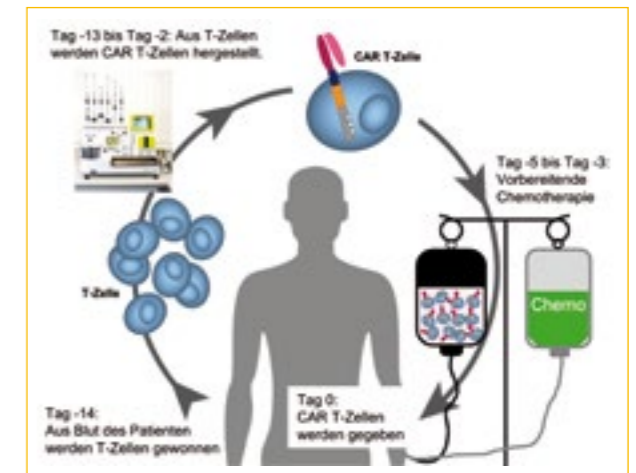 Tag -13 bis Tag -2: Aus T-Zellen
werden CAR T-Zellen hergestellt.
CAR T-Zelle
Tag -5 bis Tag -3:
Vorbereitende
Chemotherapie
T-Zelle
Chemo
Tag 0:
CAR T-Zellen
werden gegeben
Tag -14:
Aus Blut des Patienten
werden T-Zellen gewonnen